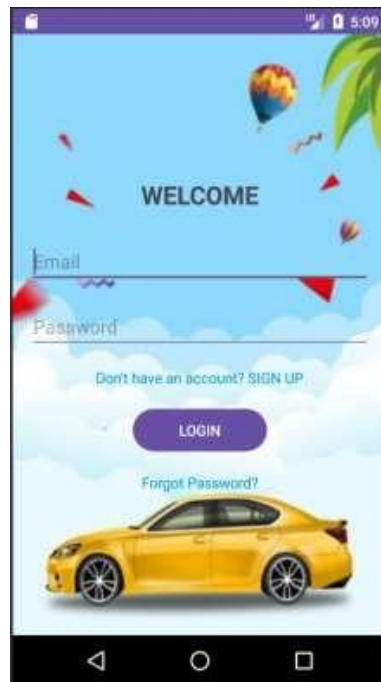 5:09
WELCOME
Email
Password
Don't have an account? SIGN UP
LOGIN
Forgot Password?